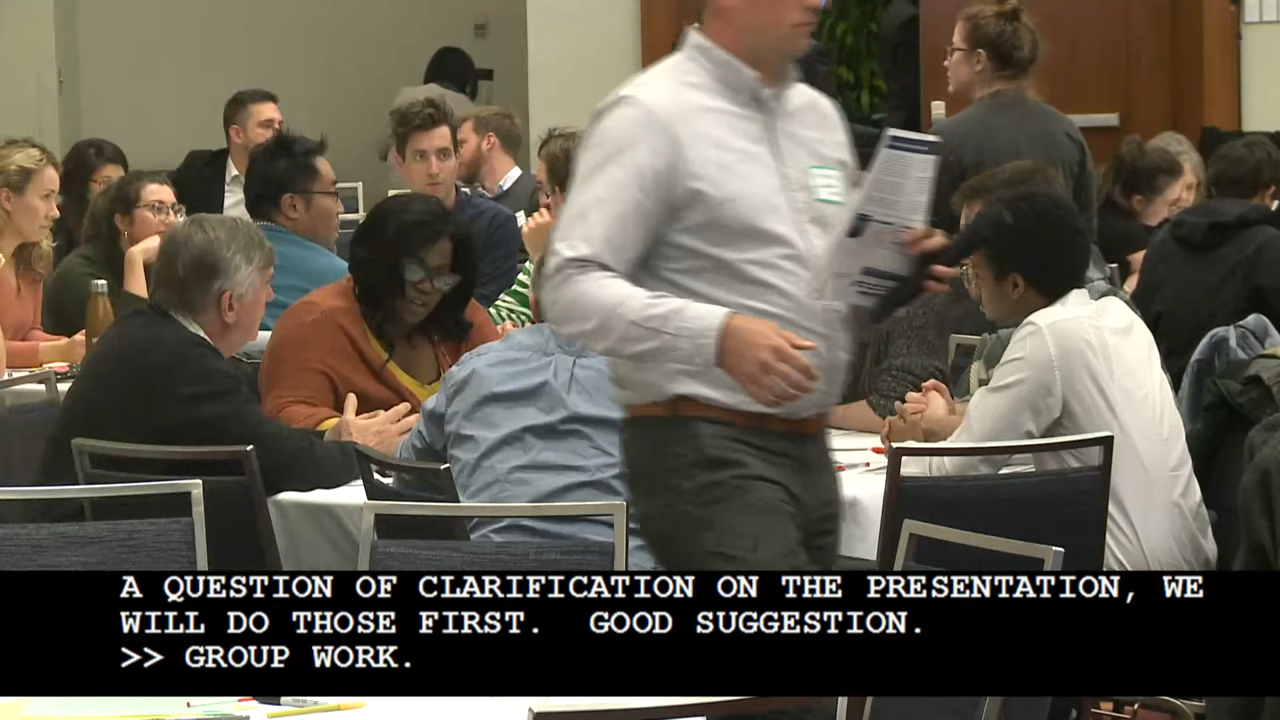 A QUESTION OF CLARIFICATION ON THE PRESENTATION, WE
WILL DO THOSE FIRST.  GOOD SUGGESTION.
>> GROUP WORK.